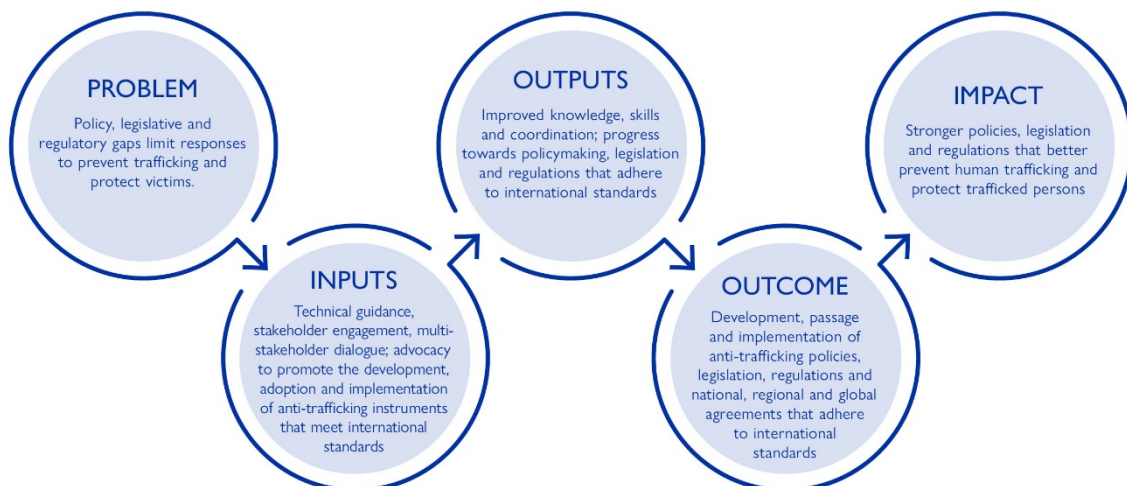 PROBLEM
Policy, legislative and
regulatory gaps limit responses
to prevent trafficking and
protect victims.
INPUTS
Technical guidance,
stakeholder engagement, multi-
stakeholder dialogue; advocacy
to promote the development,
adoption and implementation
of anti-trafficking instruments
that meet international
standards
OUTPUTS
Improved knowledge, skills
and coordination; progress
towards policymaking, legislation
and regulations that adhere
to international standards
OUTCOME
Development, passage
and implementation of
anti-trafficking policies,
legislation, regulations and
national, regional and global
agreements that adhere
to international
standards
IMPACT
Stronger policies, legislation
and regulations that better
prevent human trafficking and
protect trafficked persons